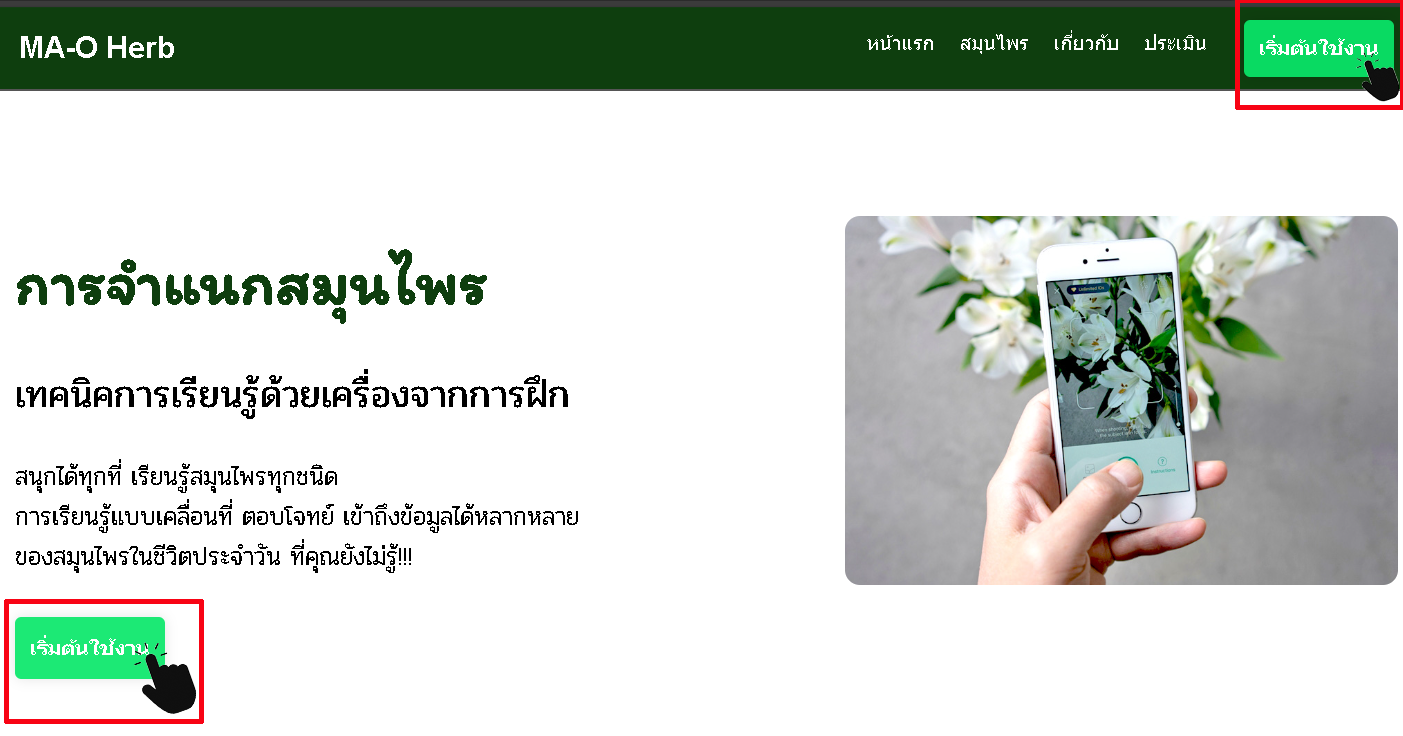 MA-O Herb
หน้าแรก สมุนไพร เกี่ยวกับ ประเมิน เริ่มต้นใช้งาน
การจำแนกสมุนไพร
เทคนิคการเรียนรู้ด้วยเครื่องจากการฝึก
สนุกได้ทุกที่ เรียนรู้สมุนไพรทุกชนิด
การเรียนรู้แบบเคลื่อนที่ ตอบโจทย์ เข้าถึงข้อมูลได้หลากหลาย
ของสมุนไพรในชีวิตประจำวัน ที่คุณยังไม่รู้!!!
เริ่มต้นใช้งาน